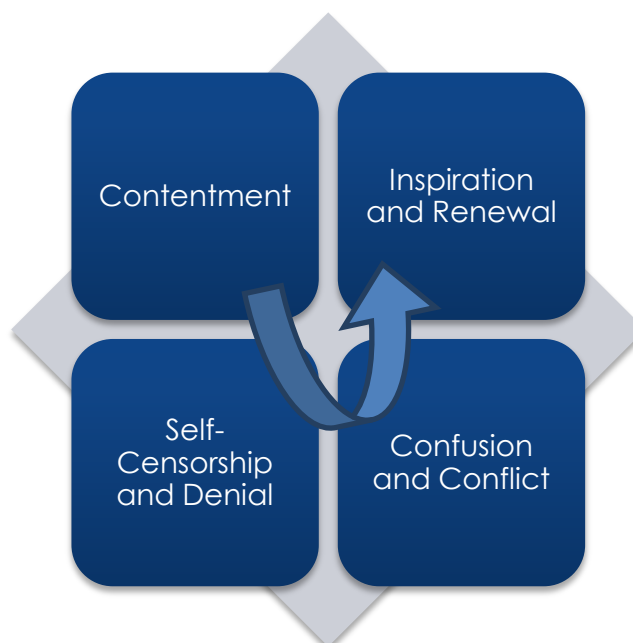 Contentment
Inspiration
and Renewal
Self-
Censorship
and Denial
Confusion
and Conflict